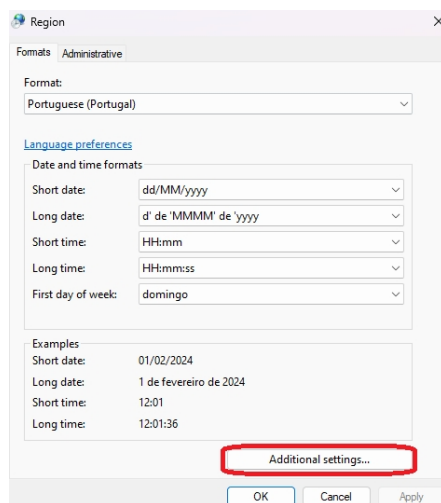 Region
Formats Administrative
Format:
Portuguese (Portugal)
Language preferences
Date and time formats
Short date: dd/MM/yyyy
Long date: d' de 'MMMM' de 'yyyy
Short time: HH:mm
Long time: HH:mm:ss
First day of week: domingo
Examples
Short date: 01/02/2024
Long date: 1 de fevereiro de 2024
Short time: 12:01
Long time: 12:01:36
Additional settings...
OK Cancel Apply